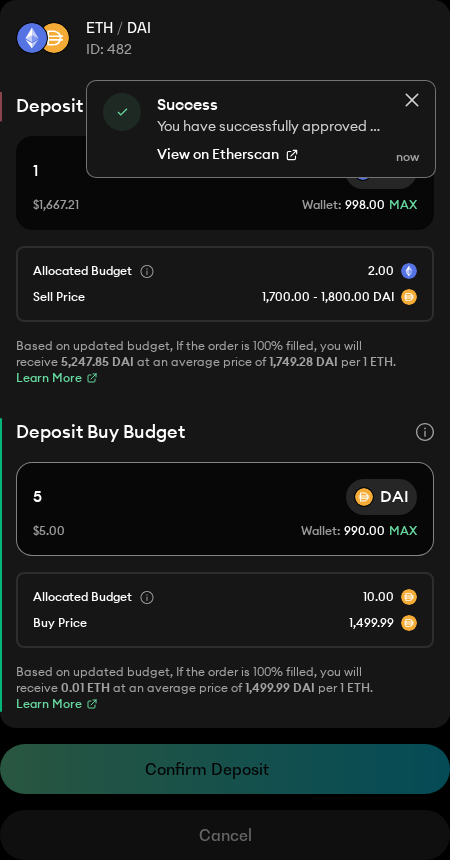 ETH / DAI
ID: 482
Deposit
Success
You have successfully approved ...
View on Etherscan
now
1
$1,667.21
Wallet: 998.00 MAX
Allocated Budget
2.00
Sell Price
1,700.00 - 1,800.00 DAI
Based on updated budget, If the order is 100% filled, you will
receive 5,247.85 DAI at an average price of 1,749.28 DAI per 1 ETH.
Learn More
Deposit Buy Budget
5
DAI
$5.00
Wallet: 990.00 MAX
Allocated Budget
10.00
Buy Price
1,499.99
Based on updated budget, If the order is 100% filled, you will
receive 0.01 ETH at an average price of 1,499.99 DAI per 1 ETH.
Learn More
Confirm Deposit
Cancel